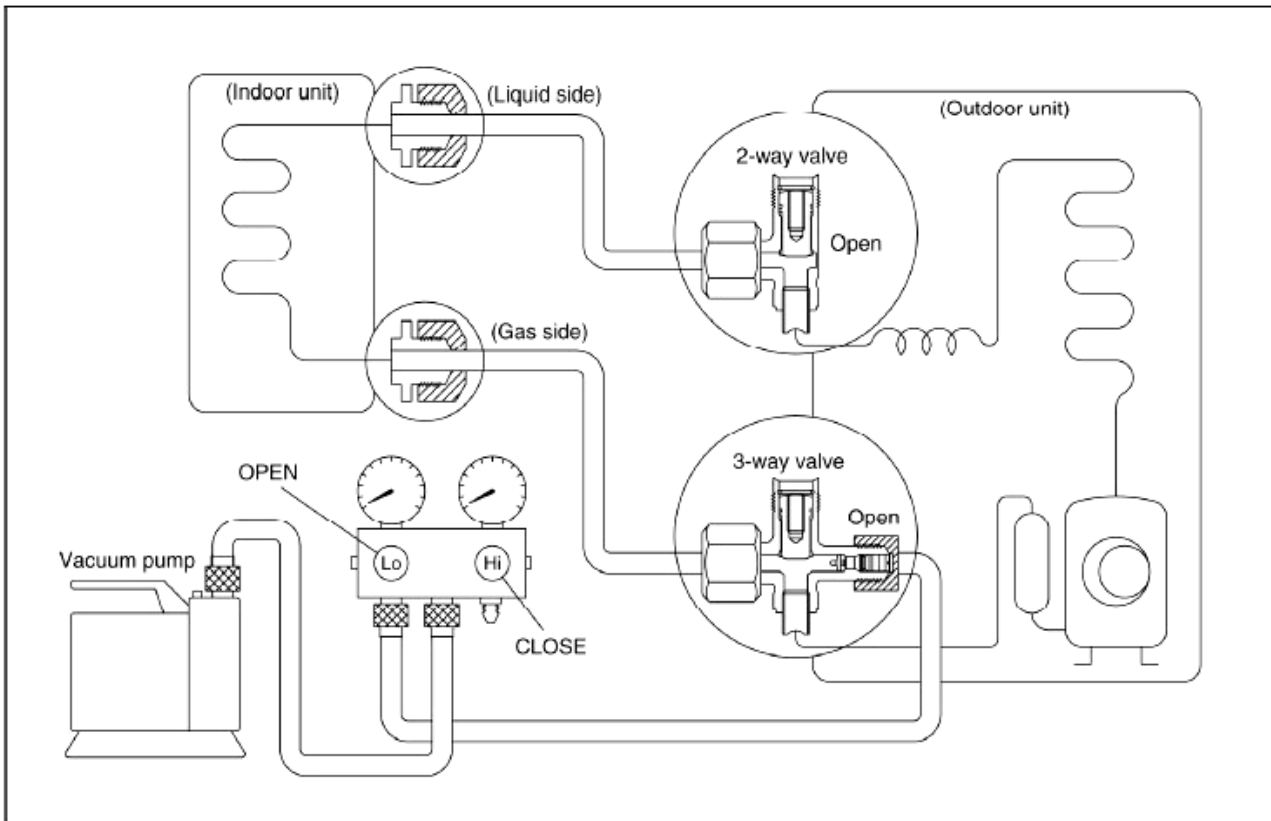 (Indoor unit)
(Liquid side)
(Outdoor unit)
2-way valve
Open
(Gas side)
3-way valve
Open
OPEN
Vacuum pump
Lo
Hi
CLOSE